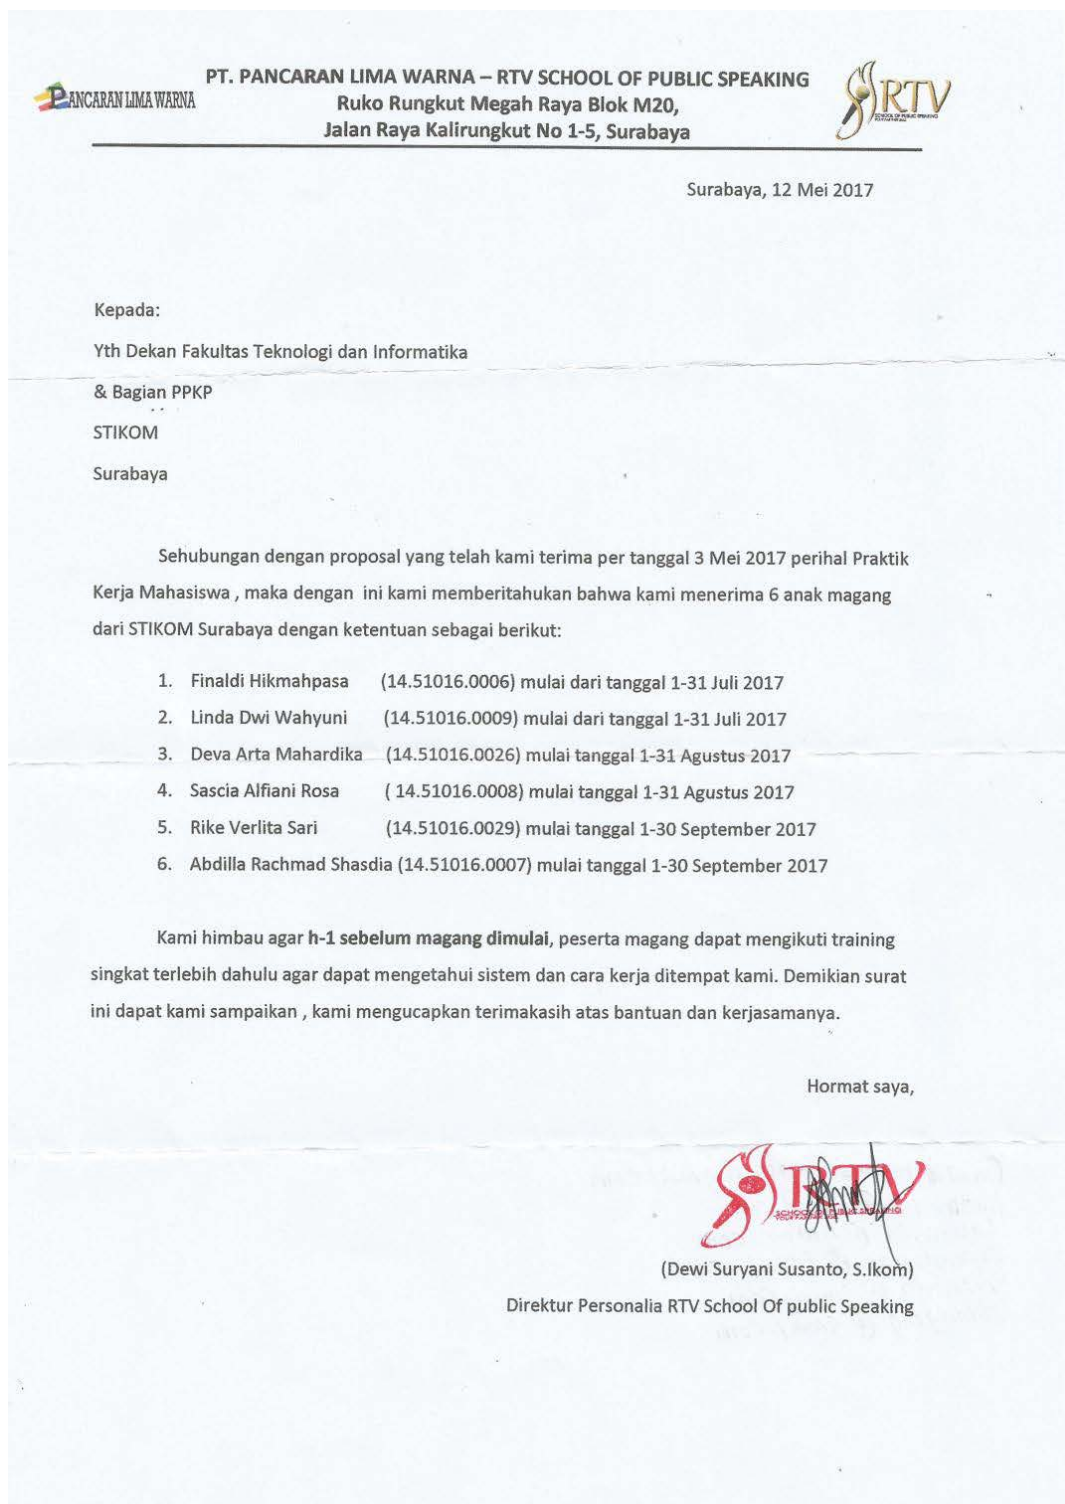 PANCARAN LIMA WARNA
PT. PANCARAN LIMA WARNA – RTV SCHOOL OF PUBLIC SPEAKING
Ruko Rungkut Megah Raya Blok M20,
Jalan Raya Kalirungkut No 1-5, Surabaya
RTV
SCHOOL OF PUBLIC SPEAKING
Surabaya, 12 Mei 2017
Kepada:
Yth Dekan Fakultas Teknologi dan Informatika
& Bagian PPKP
STIKOM
Surabaya
Sehubungan dengan proposal yang telah kami terima per tanggal 3 Mei 2017 perihal Praktik
Kerja Mahasiswa , maka dengan ini kami memberitahukan bahwa kami menerima 6 anak magang
dari STIKOM Surabaya dengan ketentuan sebagai berikut:
1. Finaldi Hikmahpasa (14.51016.0006) mulai dari tanggal 1-31 Juli 2017
2. Linda Dwi Wahyuni (14.51016.0009) mulai dari tanggal 1-31 Juli 2017
3. Deva Arta Mahardika (14.51016.0026) mulai tanggal 1-31 Agustus 2017
4. Sascia Alfiani Rosa ( 14.51016.0008) mulai tanggal 1-31 Agustus 2017
5. Rike Verlita Sari (14.51016.0029) mulai tanggal 1-30 September 2017
6. Abdilla Rachmad Shasdia (14.51016.0007) mulai tanggal 1-30 September 2017
Kami himbau agar h-1 sebelum magang dimulai, peserta magang dapat mengikuti training
singkat terlebih dahulu agar dapat mengetahui sistem dan cara kerja ditempat kami. Demikian surat
ini dapat kami sampaikan , kami mengucapkan terimakasih atas bantuan dan kerjasamanya.
Hormat saya,
RTV
SCHOOL OF PUBLIC SPEAKING
(Dewi Suryani Susanto, S.Ikom)
Direktur Personalia RTV School Of public Speaking